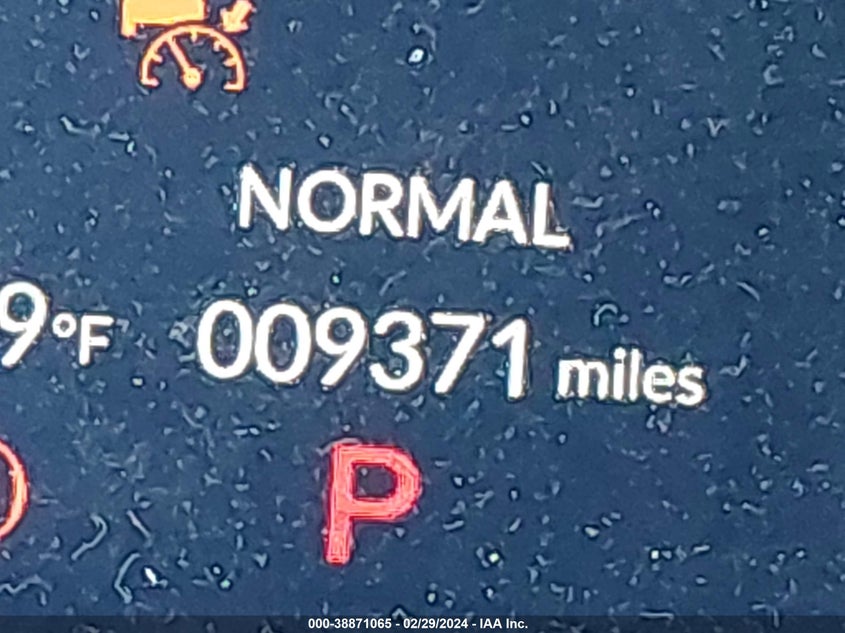 NORMAL
9°F 009371 miles
P
000-38871065 - 02/29/2024 - IAA Inc.